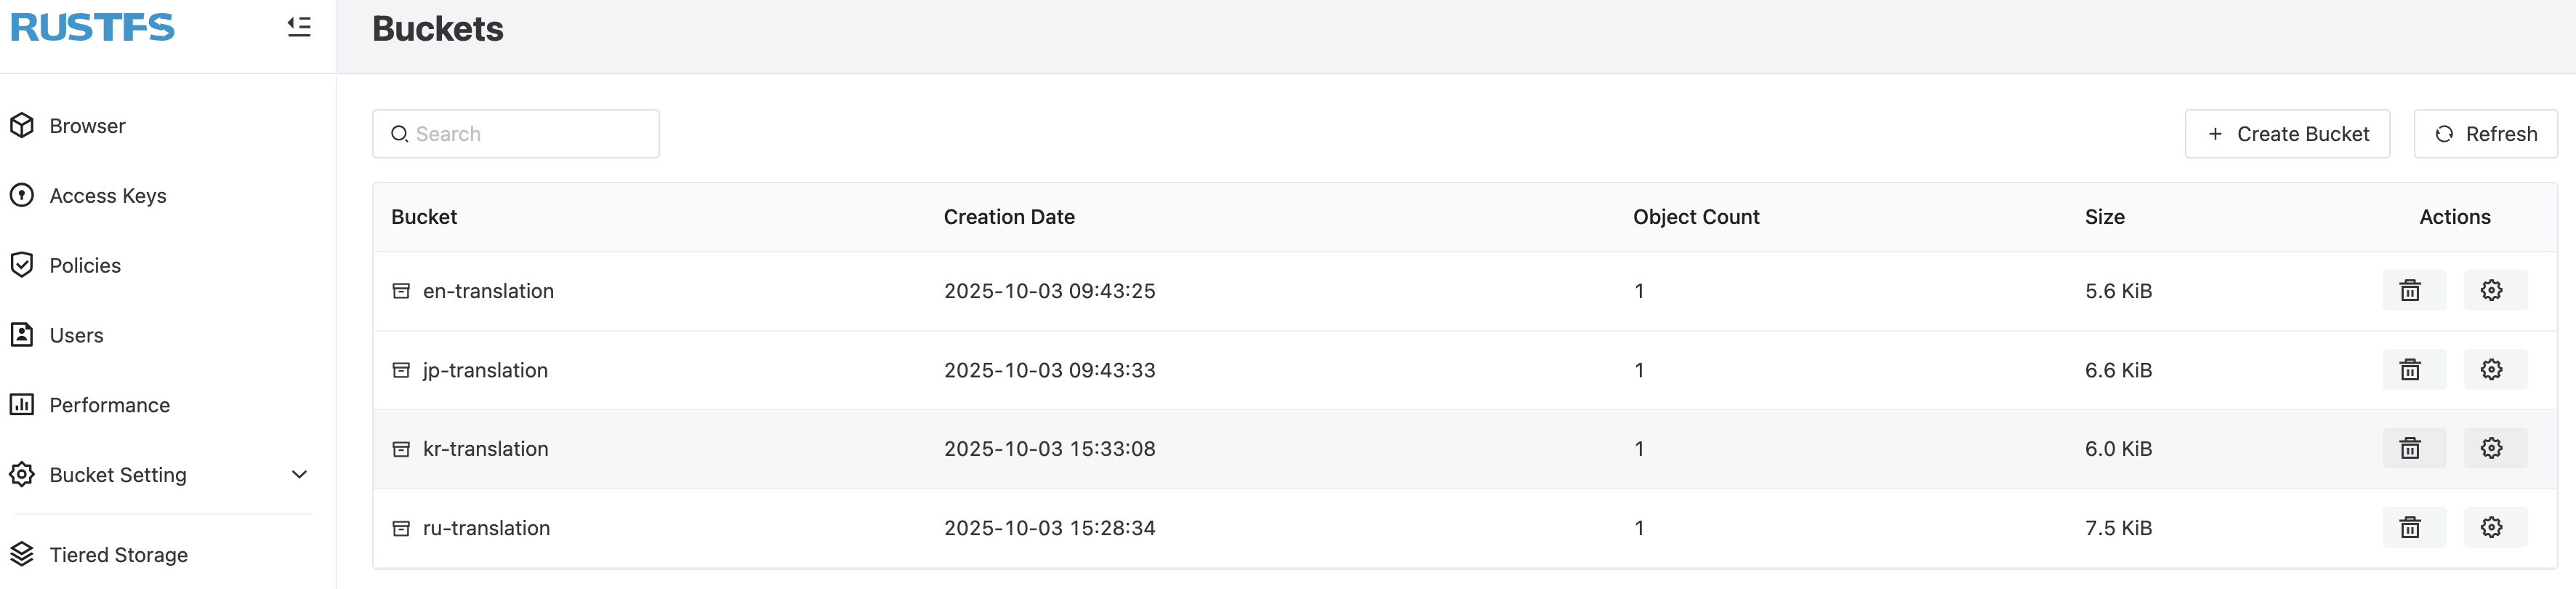 RUSTFS
Buckets
Browser
Access Keys
Policies
Users
Performance
Bucket Setting
Tiered Storage
Search
Create Bucket
Refresh
Bucket Creation Date Object Count Size Actions
en-translation 2025-10-03 09:43:25 1 5.6 KiB
jp-translation 2025-10-03 09:43:33 1 6.6 KiB
kr-translation 2025-10-03 15:33:08 1 6.0 KiB
ru-translation 2025-10-03 15:28:34 1 7.5 KiB